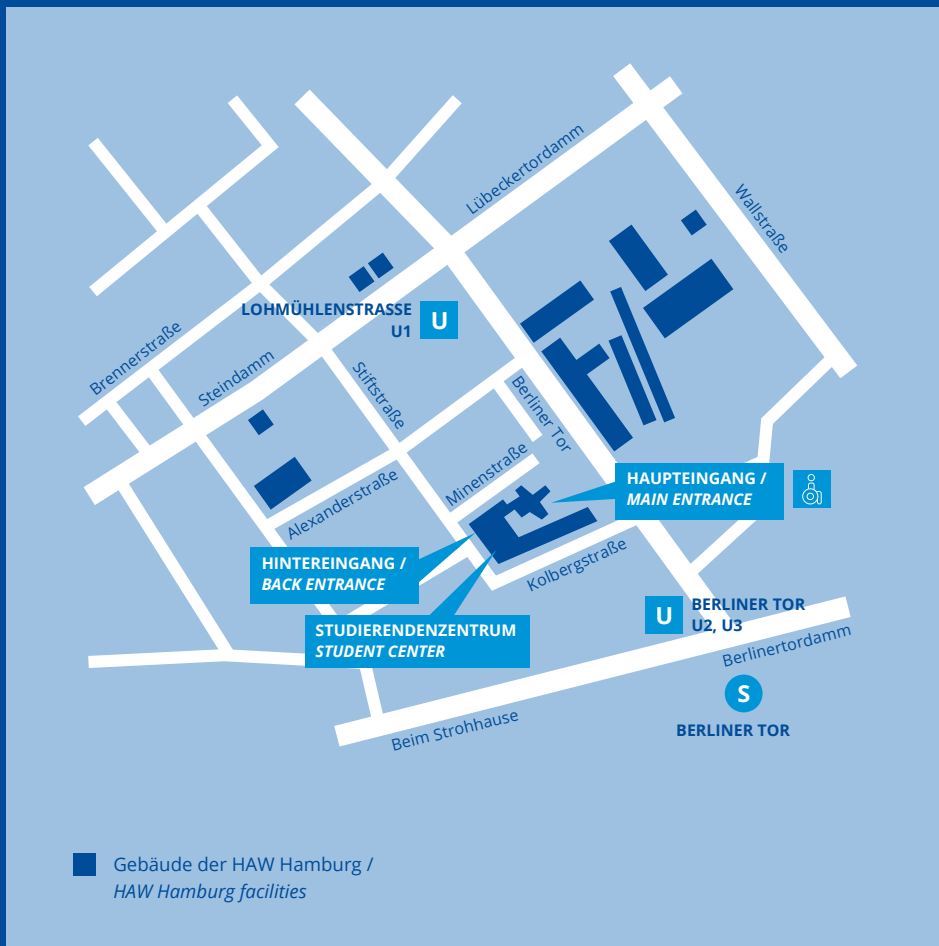 Lübeckertordamm
Wallstraße
LOHMÜHLENSTRASSE
U1
U
Brennerstraße
Steindamm
Stiftstraße
Berliner Tor
Minenstraße
Alexanderstraße
HAUPTEINGANG /
MAIN ENTRANCE
HINTEREINGANG /
BACK ENTRANCE
Kolbergstraße
STUDIERENDENZENTRUM
STUDENT CENTER
U
BERLINER TOR
U2, U3
Berlinertordamm
S
BERLINER TOR
Beim Strohhause
Gebäude der HAW Hamburg /
HAW Hamburg facilities